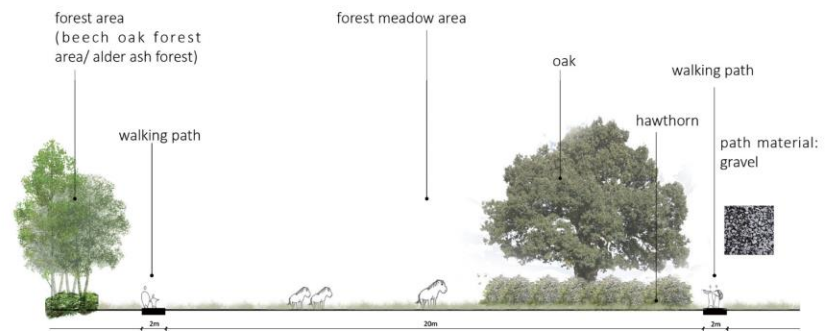 forest area
(beech oak forest
area/ alder ash forest)
forest meadow area
oak
walking path
walking path
hawthorn
path material:
gravel
2m
20m
2m